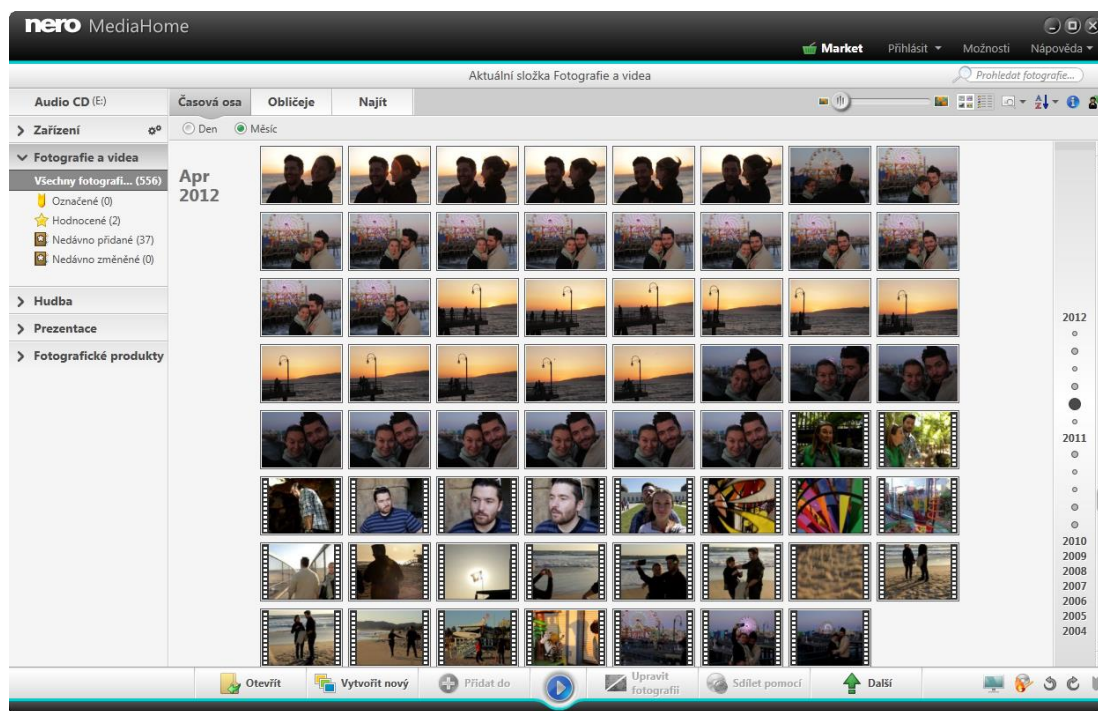 nero MediaHome
Market Přihlásit Možnosti Nápověda
Aktuální složka Fotografie a videa
Prohledat fotografie...
Audio CD (E:)
Časová osa Obličeje Najít
Zařízení
Den Měsíc
Fotografie a videa
Všechny fotografi... (556)
Označené (0)
Hodnocené (2)
Nedávno přidané (37)
Nedávno změněné (0)
Hudba
Prezentace
Fotografické produkty
Apr
2012
2012
2011
2010
2009
2008
2007
2006
2005
2004
Otevřít
Vytvořit nový
Přidat do
Upravit
fotografii
Sdílet pomocí
Další